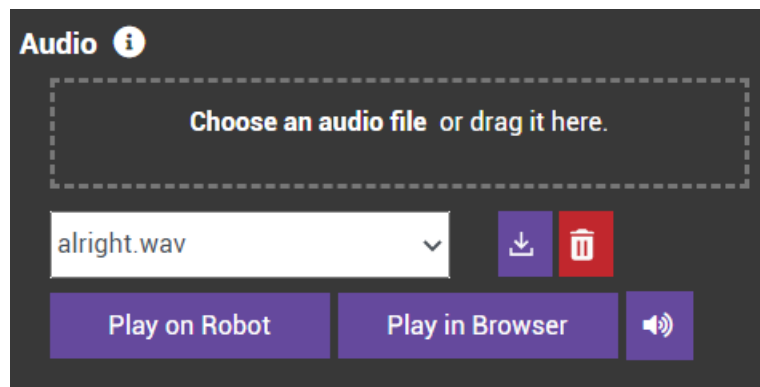 Audio
Choose an audio file or drag it here.
alright.wav
Play on Robot
Play in Browser